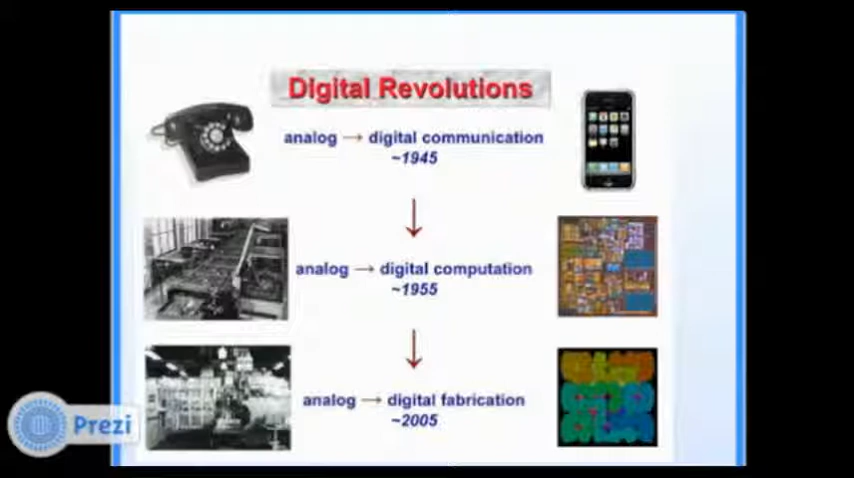 Digital Revolutions
analog → digital communication
~1945
analog → digital computation
~1955
analog → digital fabrication
~2005
Prezi